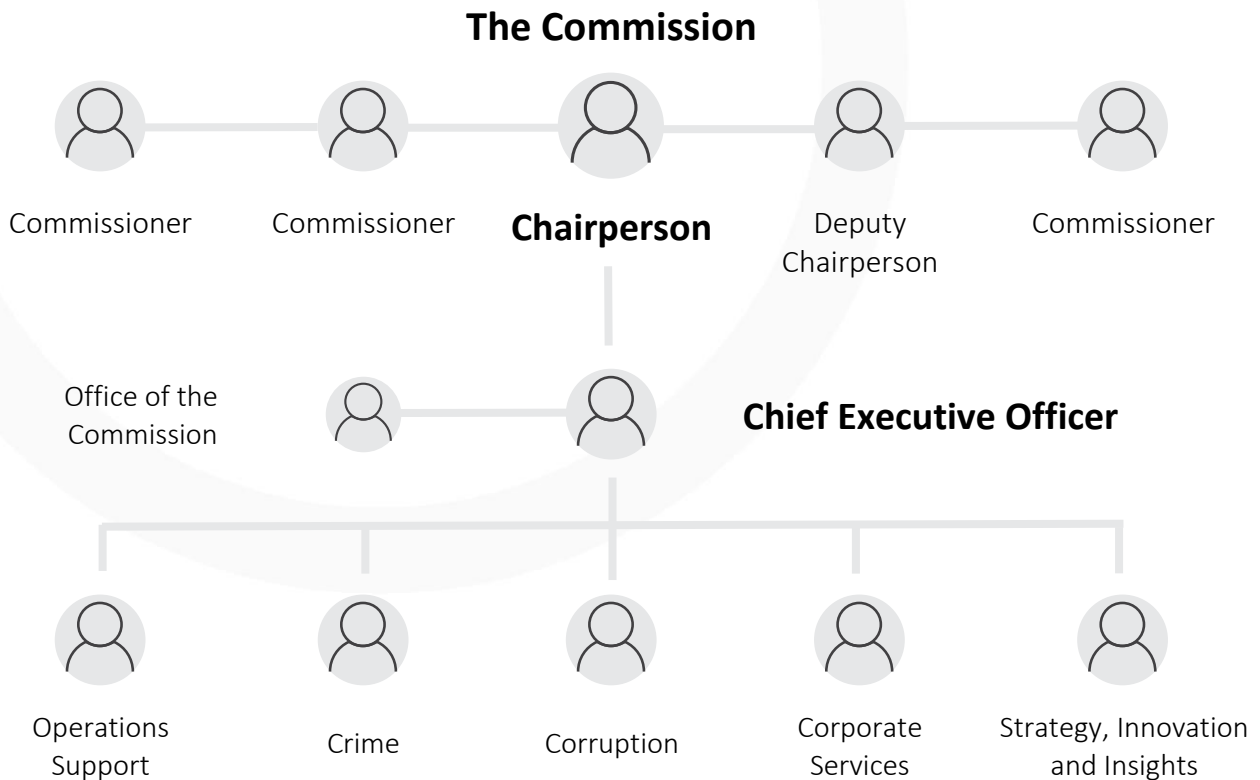 The Commission
Commissioner
Commissioner
Chairperson
Deputy
Chairperson
Commissioner
Office of the
Commission
Chief Executive Officer
Operations
Support
Crime
Corruption
Corporate
Services
Strategy, Innovation
and Insights